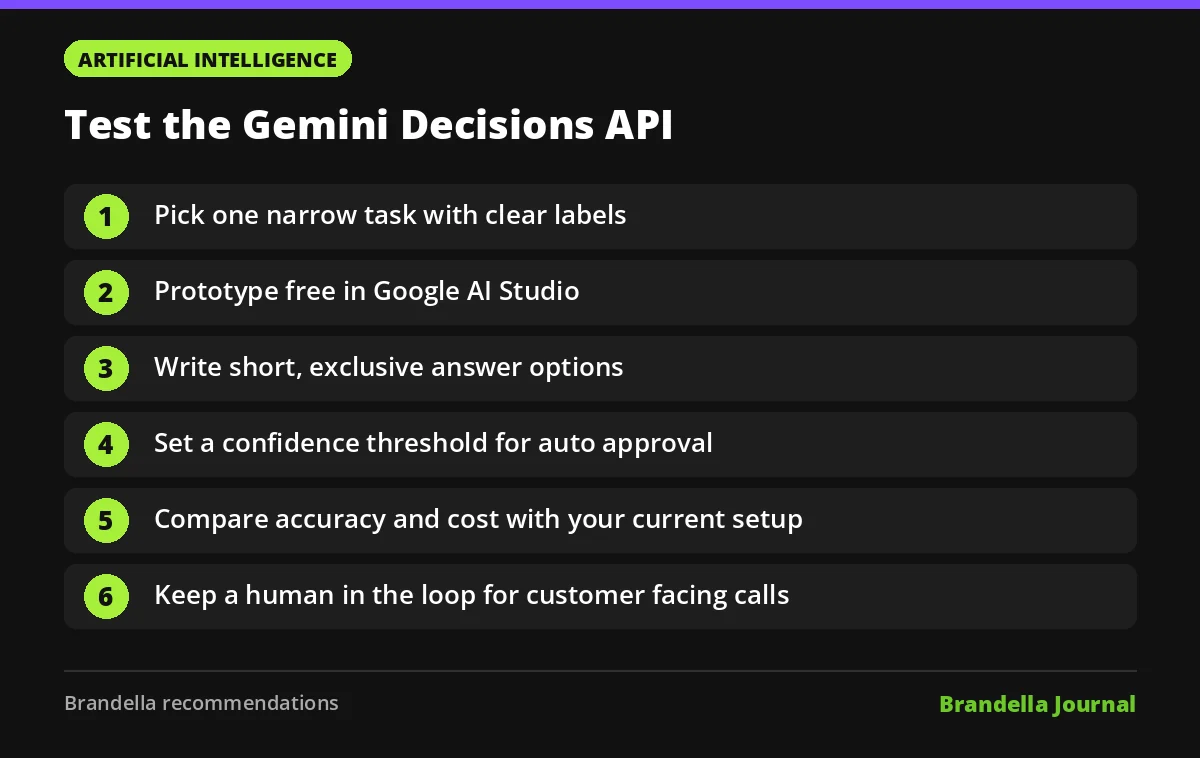 ARTIFICIAL INTELLIGENCE
Test the Gemini Decisions API
1 Pick one narrow task with clear labels
2 Prototype free in Google AI Studio
3 Write short, exclusive answer options
4 Set a confidence threshold for auto approval
5 Compare accuracy and cost with your current setup
6 Keep a human in the loop for customer facing calls
Brandella recommendations
Brandella Journal